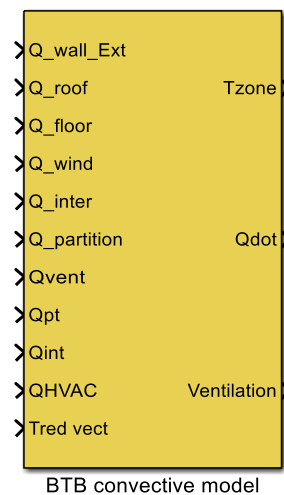 Q_wall_Ext
Q_roof
Tzone
Q_floor
Q_wind
Q_inter
Q_partition
Qdot
Qvent
Qpt
Qint
QHVAC
Ventilation
Tred vect
BTB convective model